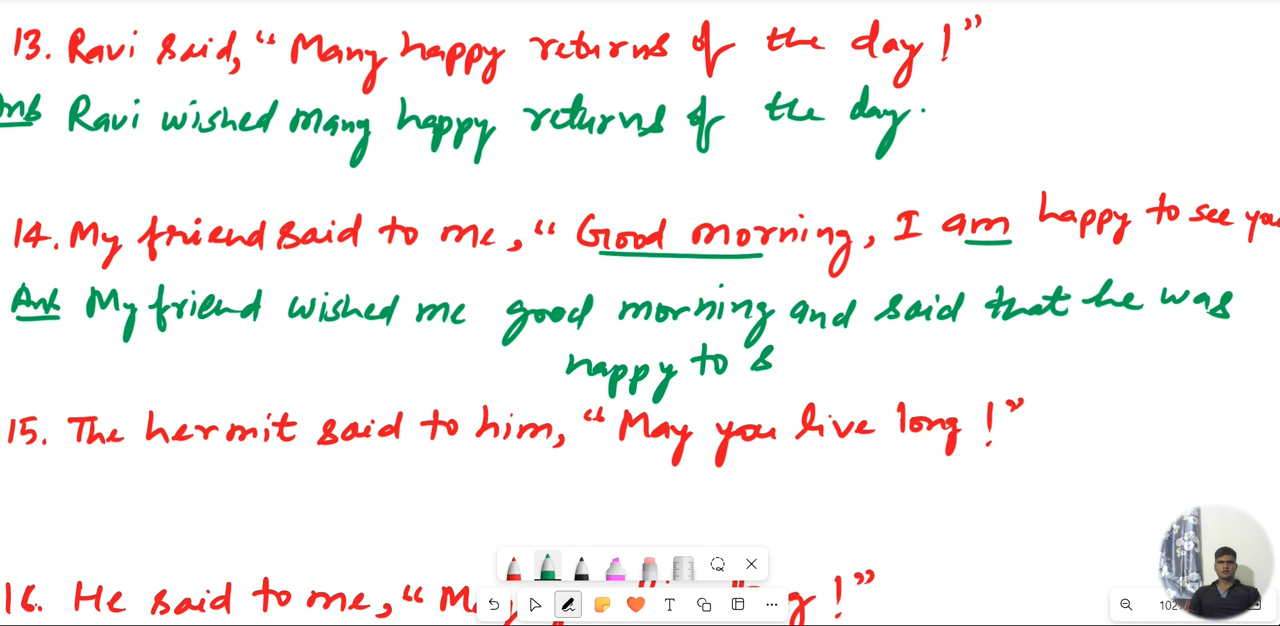 13. Ravi said, “Many happy returns of the day!”
Ans Ravi wished many happy returns of the day.
14. My friend said to me, “Good morning, I am happy to see you
Ans My friend wished me good morning and said that he was
happy to s
15. The hermit said to him, “May you live long!”
16. He said to me, “M !”